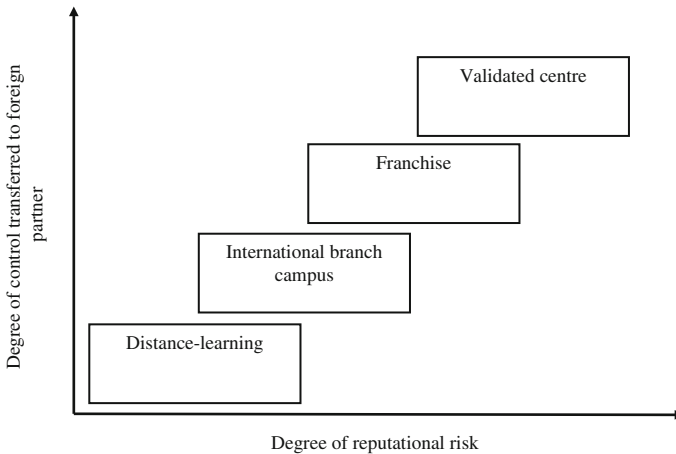 Degree of control transferred to foreign
partner
Validated centre
Franchise
International branch
campus
Distance-learning
Degree of reputational risk